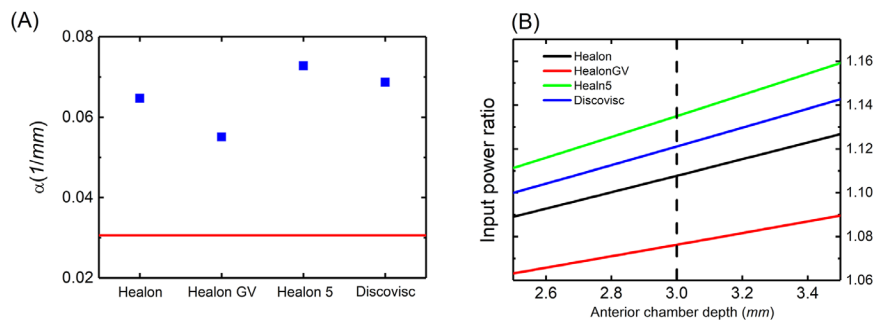 (A)
α(1/mm)
0.08
0.06
0.04
0.02
Healon
Healon GV
Healon 5
Discovisc
(B)
Input power ratio
Healon
HealonGV
Healn5
Discovisc
1.16
1.14
1.12
1.10
1.08
1.06
2.6
2.8
3.0
3.2
3.4
Anterior chamber depth (mm)